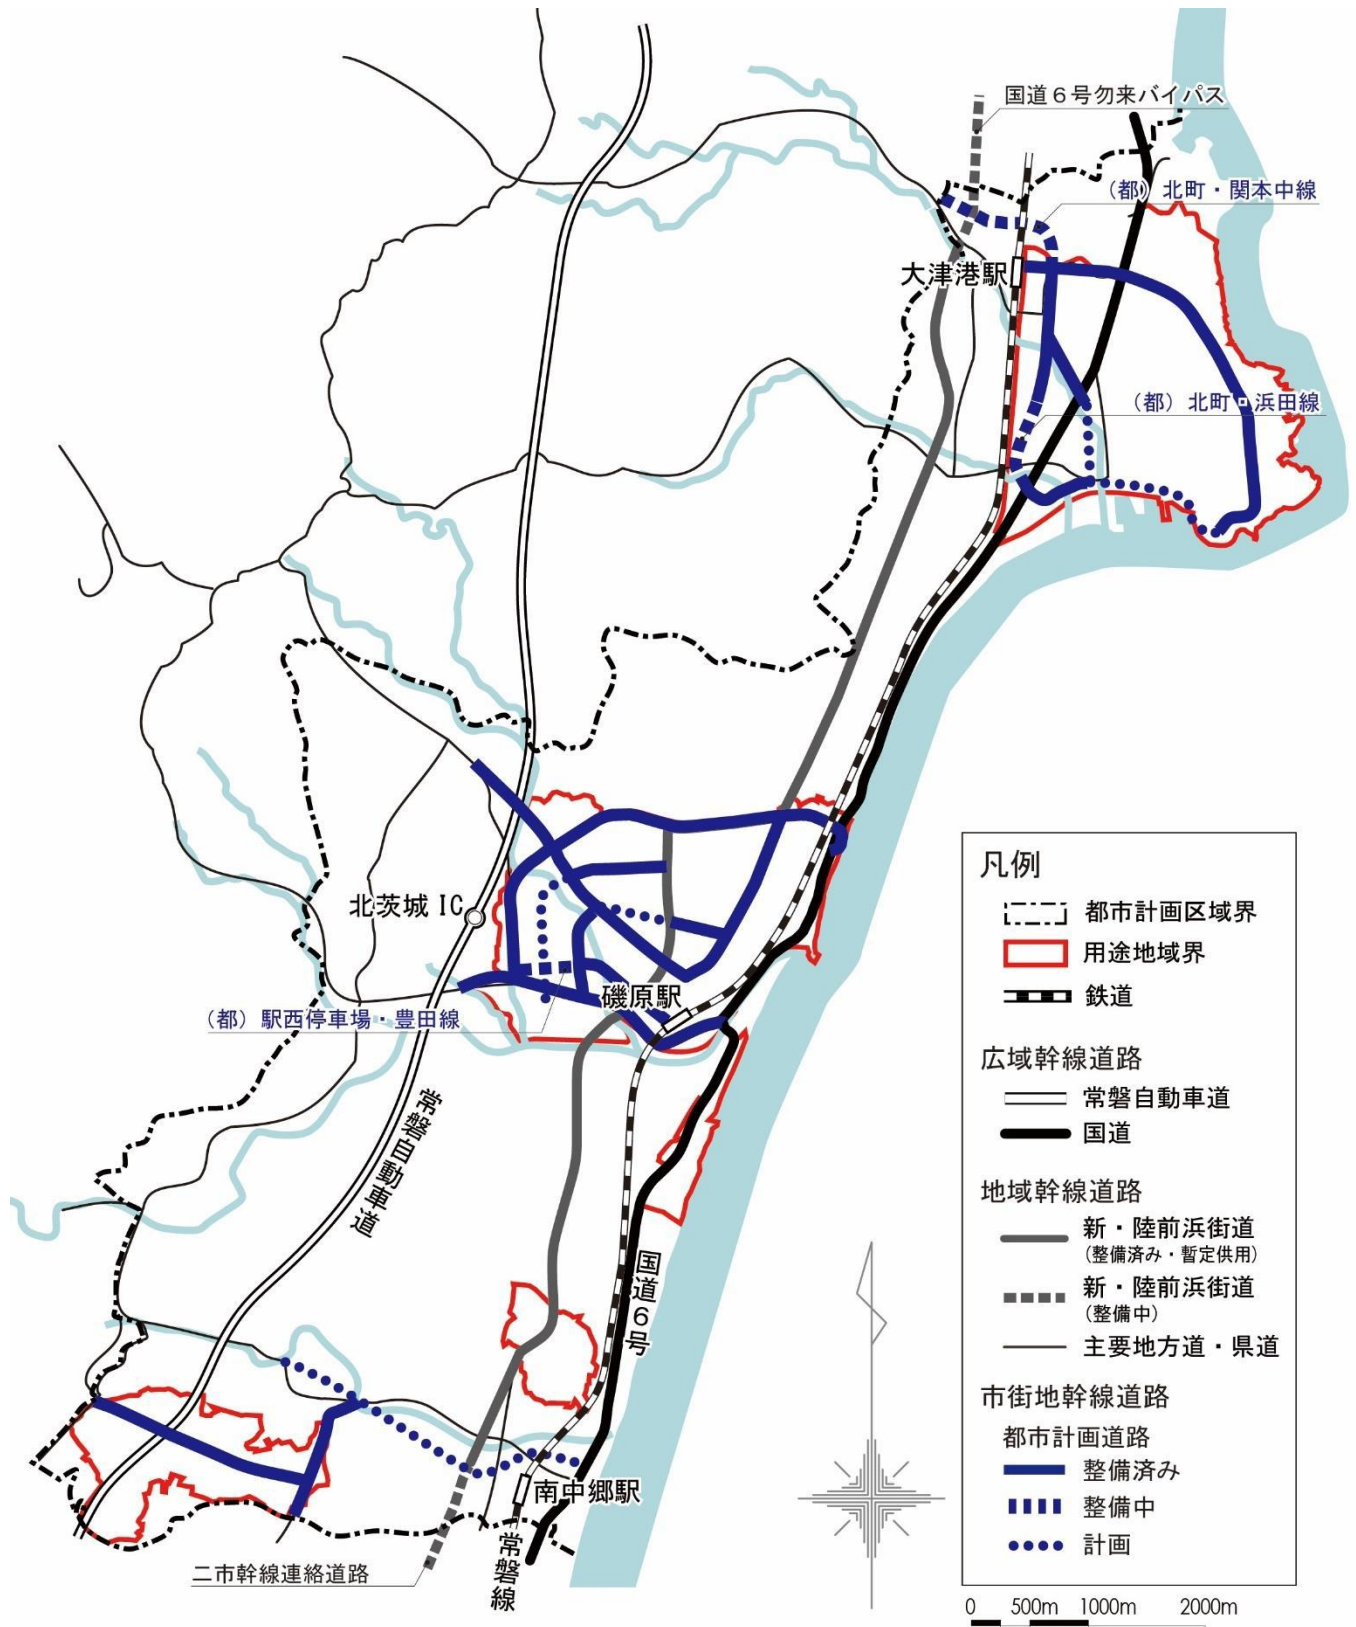 国道６号勿来バイパス
（都）北町・関本中線
大津港駅
（都）北町・浜田線
北茨城 IC
磯原駅
（都）駅西停車場・豊田線
常磐自動車道
国道６号
南中郷駅
二市幹線連絡道路
常磐線
凡例
都市計画区域界
用途地域界
鉄道
広域幹線道路
常磐自動車道
国道
地域幹線道路
新・陸前浜街道
(整備済み・暫定供用)
新・陸前浜街道
(整備中)
主要地方道・県道
市街地幹線道路
都市計画道路
整備済み
整備中
計画
0 500m 1000m 2000m